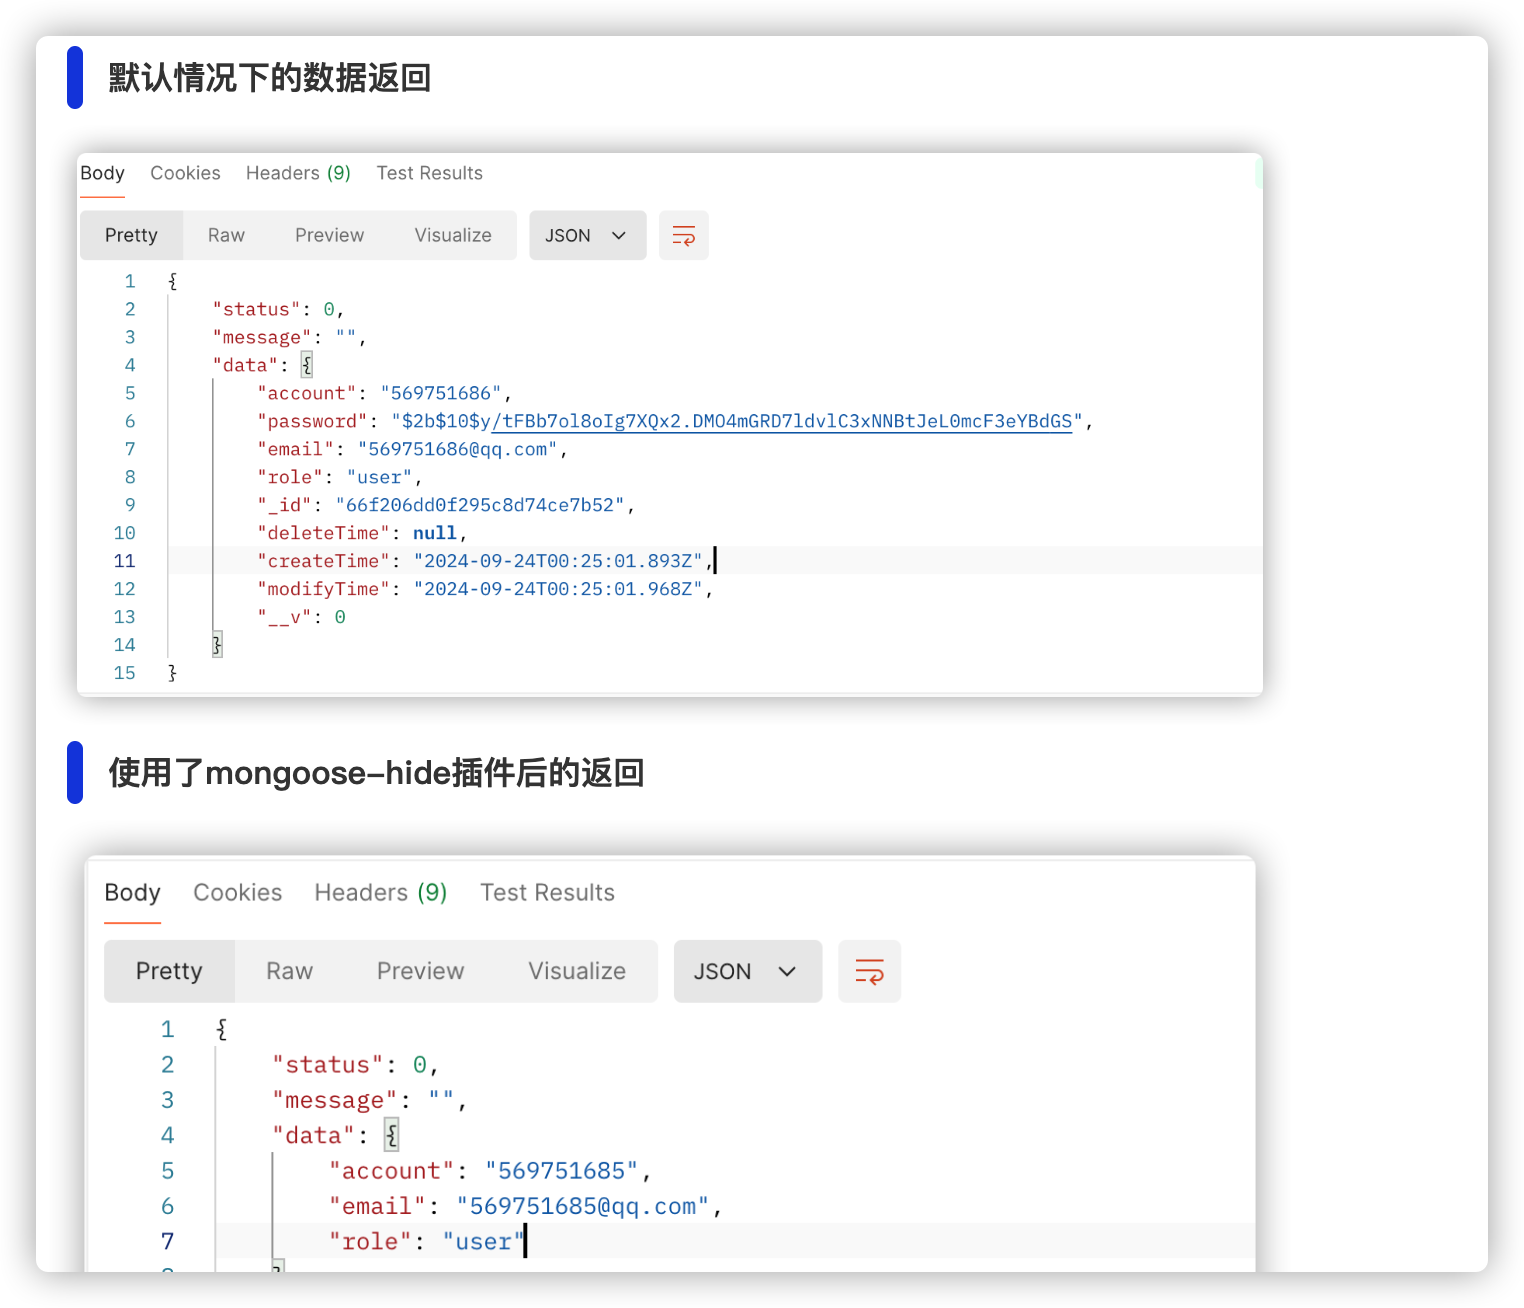 默认情况下的数据返回
Body Cookies Headers (9) Test Results
Pretty Raw Preview Visualize JSON
1 {
2 "status": 0,
3 "message": "",
4 "data": {
5 "account": "569751686",
6 "password": "$2b$10$y/tFBb7ol8oIg7XQx2.DMO4mGRD7ldvlC3xNNBtJeL0mcF3eYBdGS",
7 "email": "569751686@qq.com",
8 "role": "user",
9 "_id": "66f206dd0f295c8d74ce7b52",
10 "deleteTime": null,
11 "createTime": "2024-09-24T00:25:01.893Z",
12 "modifyTime": "2024-09-24T00:25:01.968Z",
13 "__v": 0
14 }
15 }
使用了mongoose-hide插件后的返回
Body Cookies Headers (9) Test Results
Pretty Raw Preview Visualize JSON
1 {
2 "status": 0,
3 "message": "",
4 "data": {
5 "account": "569751685",
6 "email": "569751685@qq.com",
7 "role": "user"